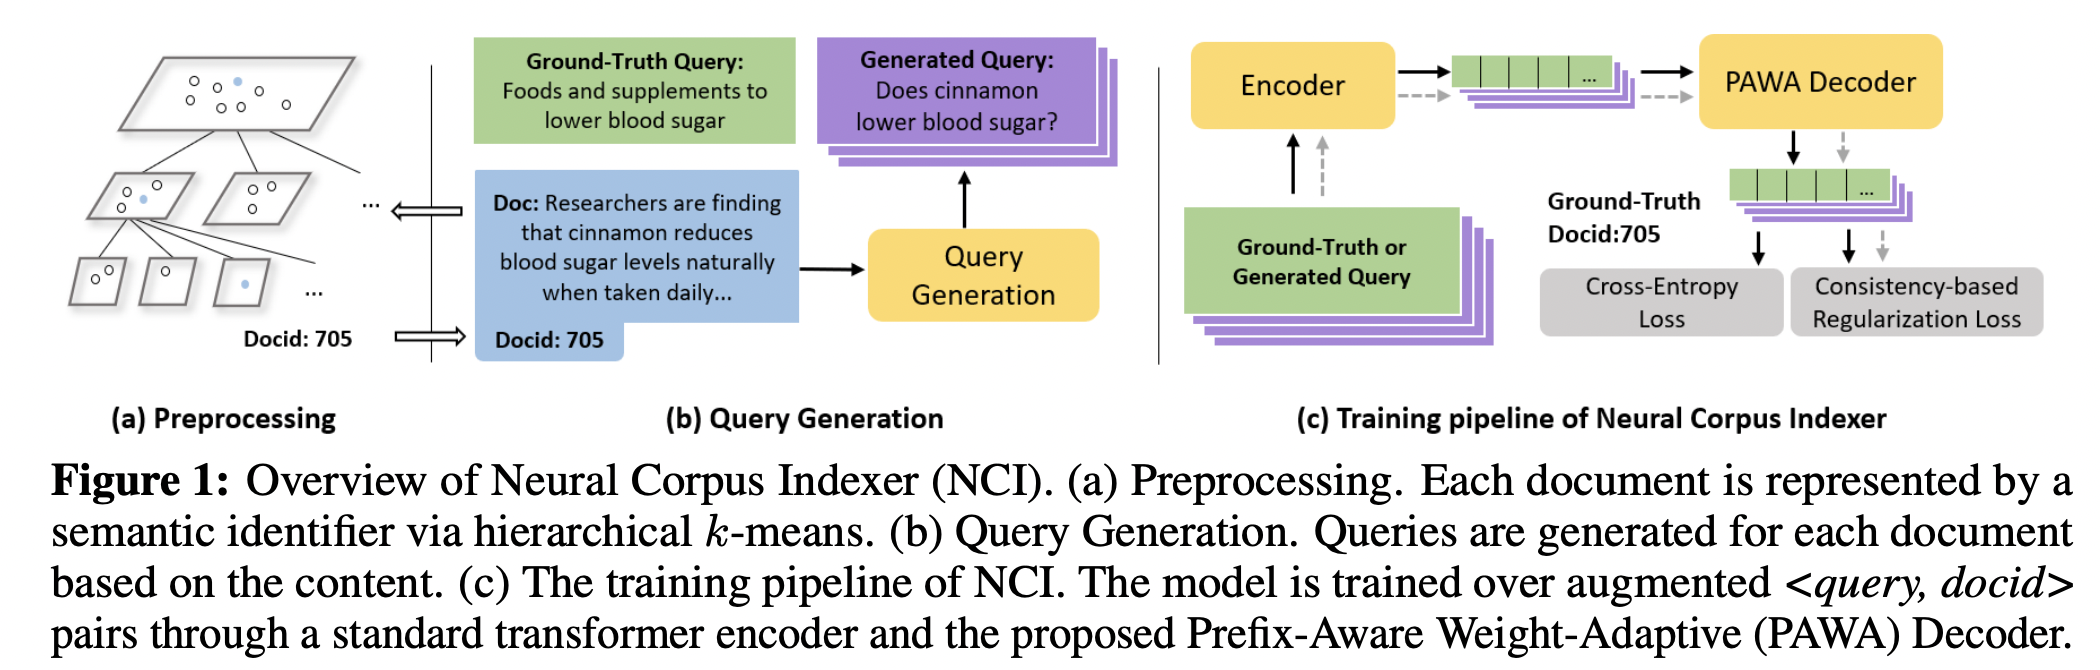 ...
...
Docid: 705
(a) Preprocessing
Ground-Truth Query:
Foods and supplements to
lower blood sugar
Generated Query:
Does cinnamon
lower blood sugar?
Doc: Researchers are finding
that cinnamon reduces
blood sugar levels naturally
when taken daily...
Docid: 705
Query
Generation
(b) Query Generation
Encoder
...
PAWA Decoder
Ground-Truth or
Generated Query
...
Ground-Truth
Docid:705
Cross-Entropy
Loss
Consistency-based
Regularization Loss
(c) Training pipeline of Neural Corpus Indexer
Figure 1: Overview of Neural Corpus Indexer (NCI). (a) Preprocessing. Each document is represented by a
semantic identifier via hierarchical k-means. (b) Query Generation. Queries are generated for each document
based on the content. (c) The training pipeline of NCI. The model is trained over augmented <query, docid>
pairs through a standard transformer encoder and the proposed Prefix-Aware Weight-Adaptive (PAWA) Decoder.